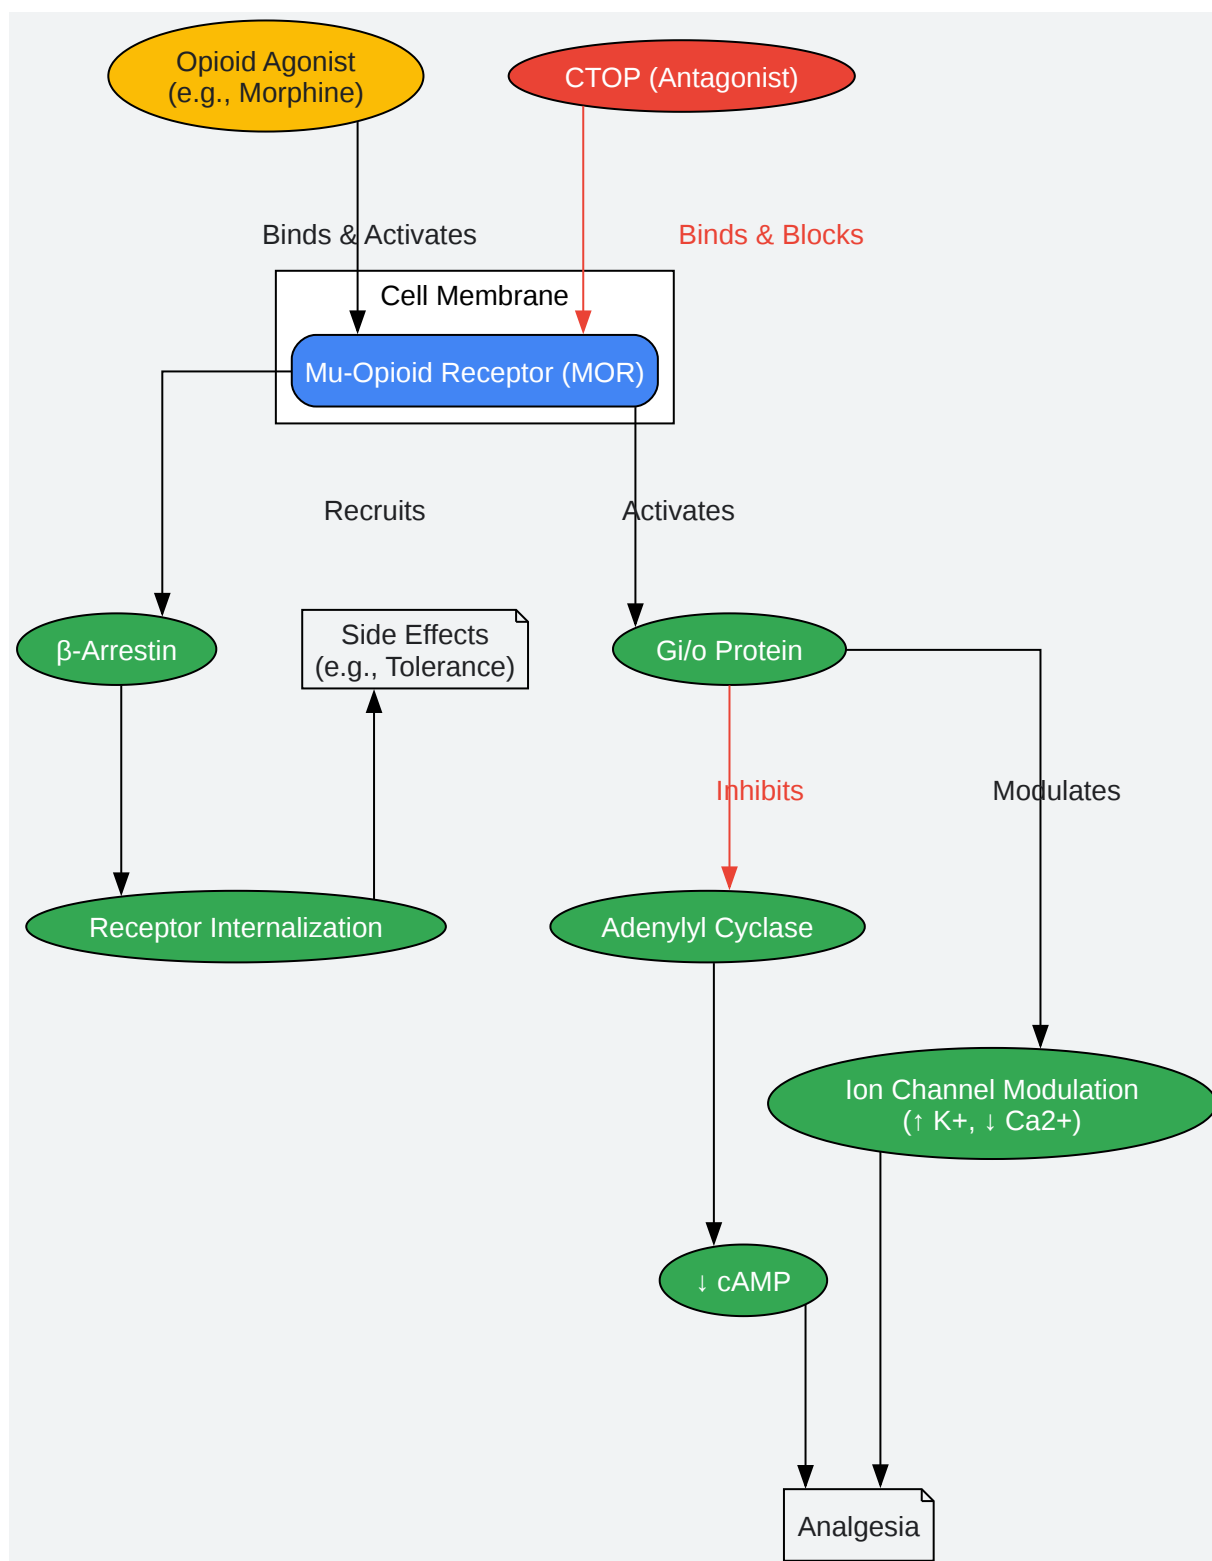 Opioid Agonist
(e.g., Morphine)
CTOP (Antagonist)
Binds & Activates
Binds & Blocks
Cell Membrane
Mu-Opioid Receptor (MOR)
Recruits
Activates
β-Arrestin
Side Effects
(e.g., Tolerance)
Gi/o Protein
Inhibits
Modulates
Receptor Internalization
Adenylyl Cyclase
Ion Channel Modulation
(↑ K+, ↓ Ca2+)
↓ cAMP
Analgesia